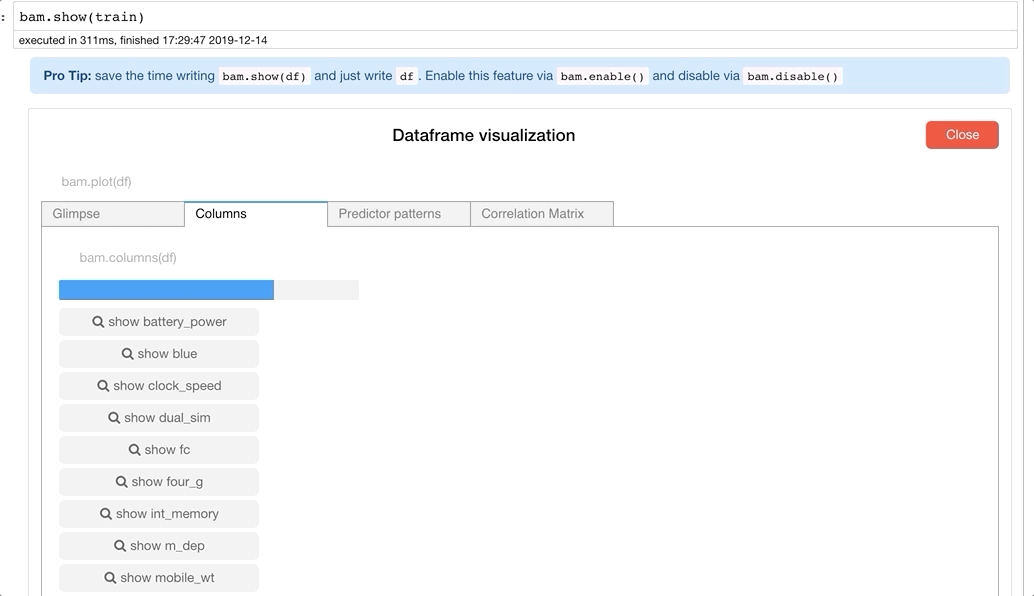 : bam.show(train)
executed in 311ms, finished 17:29:47 2019-12-14
Pro Tip: save the time writing bam.show(df) and just write df . Enable this feature via bam.enable() and disable via bam.disable()
Dataframe visualization
Close
bam.plot(df)
Glimpse Columns Predictor patterns Correlation Matrix
bam.columns(df)
show battery_power
show blue
show clock_speed
show dual_sim
show fc
show four_g
show int_memory
show m_dep
show mobile_wt